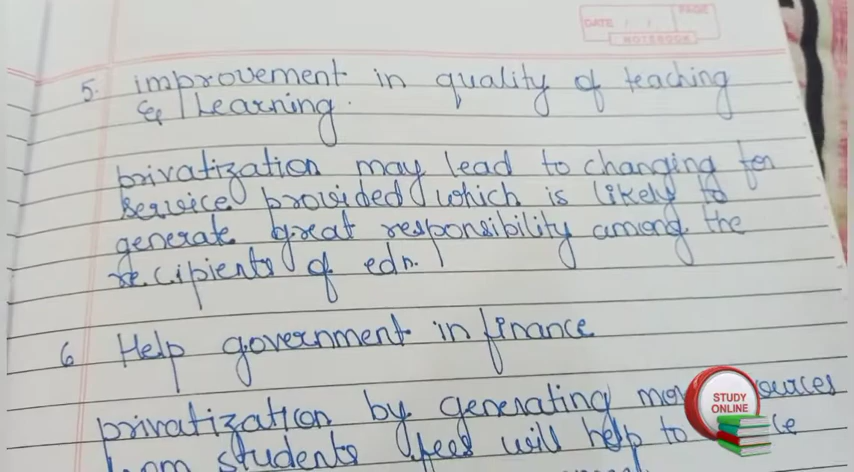 DATE
PAGE
NOTEBOOK
5. improvement in quality of teaching
& Learning.
privatization may lead to changing for
service provided which is likely to
generate great responsibility among the
recipients of edn.
6 Help government in finance
privatization by generating
students fees will help to
STUDY
ONLINE